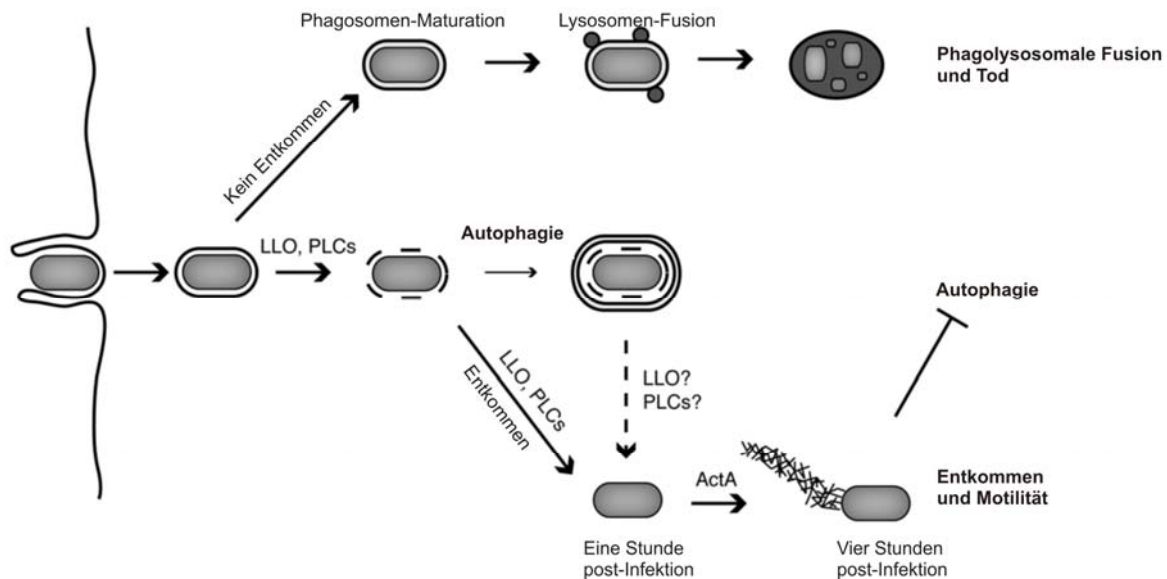 Phagosomen-Maturation
Lysosomen-Fusion
Phagolysosomale Fusion
und Tod
Kein Entkommen
LLO, PLCs
Autophagie
Autophagie
LLO, PLCs
Entkommen
LLO?
PLCs?
ActA
Entkommen
und Motilität
Eine Stunde
post-Infektion
Vier Stunden
post-Infektion